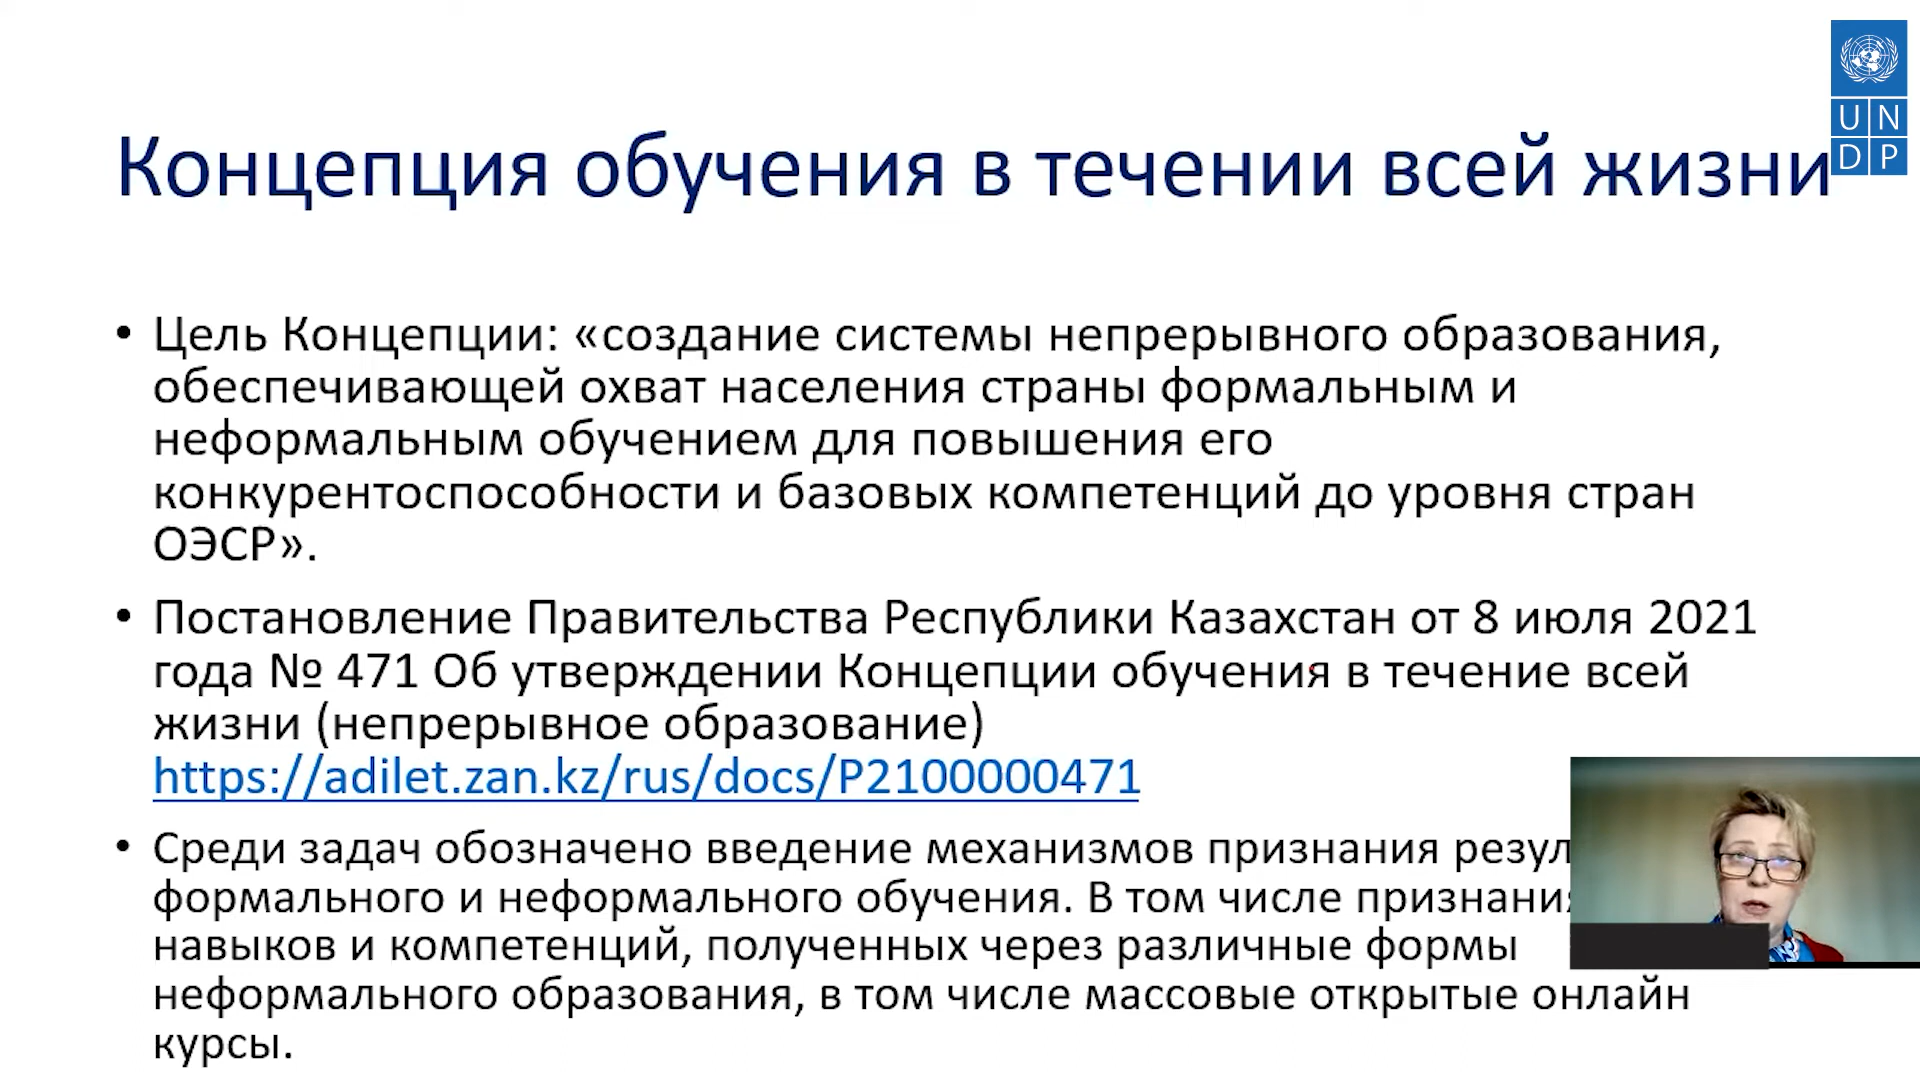 Концепция обучения в течении всей жизни
U N
D P
• Цель Концепции: «создание системы непрерывного образования,
обеспечивающей охват населения страны формальным и
неформальным обучением для повышения его
конкурентоспособности и базовых компетенций до уровня стран
ОЭСР».
• Постановление Правительства Республики Казахстан от 8 июля 2021
года № 471 Об утверждении Концепции обучения в течение всей
жизни (непрерывное образование)
https://adilet.zan.kz/rus/docs/P2100000471
• Среди задач обозначено введение механизмов признания
формального и неформального обучения. В том числе
навыков и компетенций, полученных через различные формы
неформального образования, в том числе массовые открытые онлайн
курсы.